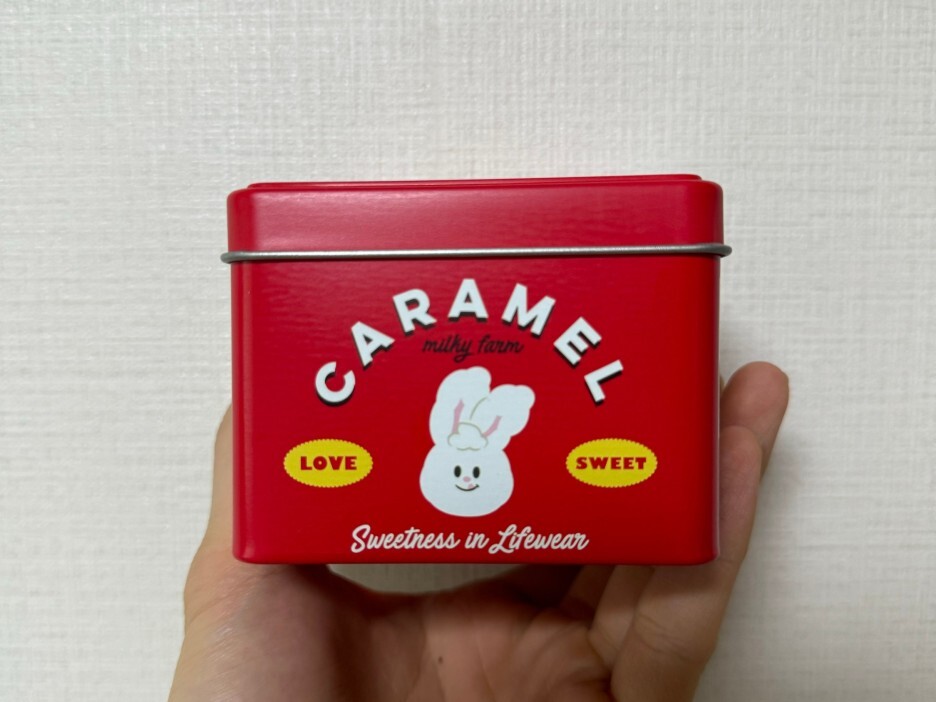 CARAMEL
milky farm
LOVE
SWEET
Sweetness in Lifewear